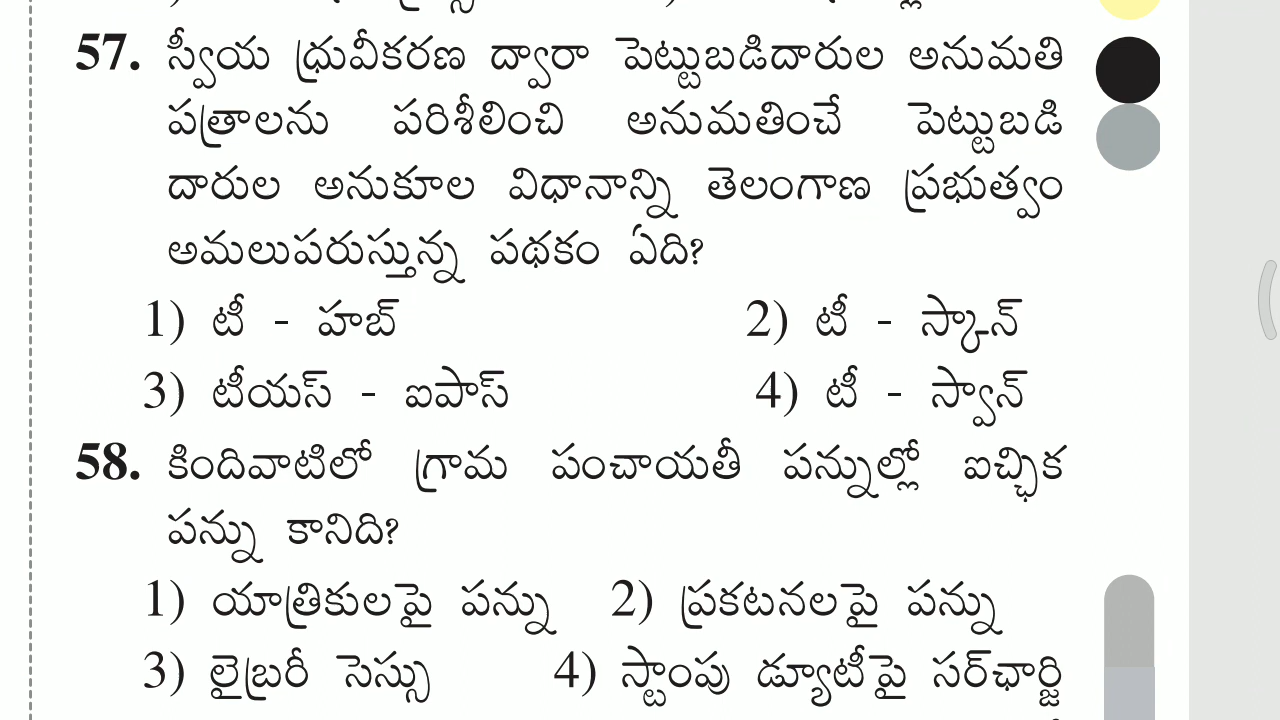 57. స్వీయ ధ్రువీకరణ ద్వారా పెట్టుబడిదారుల అనుమతి
పత్రాలను పరిశీలించి అనుమతించే పెట్టుబడి
దారుల అనుకూల విధానాన్ని తెలంగాణ ప్రభుత్వం
అమలుపరుస్తున్న పథకం ఏది?
1) టీ - హబ్ 2) టీ - స్కాన్
3) టీయస్ - ఐపాస్ 4) టీ - స్వాన్
58. కిందివాటిలో గ్రామ పంచాయతీ పన్నుల్లో ఐచ్ఛిక
పన్ను కానిది?
1) యాత్రికులపై పన్ను 2) ప్రకటనలపై పన్ను
3) లైబ్రరీ సెస్సు 4) స్టాంపు డ్యూటీపై సర్‌ఛార్జి